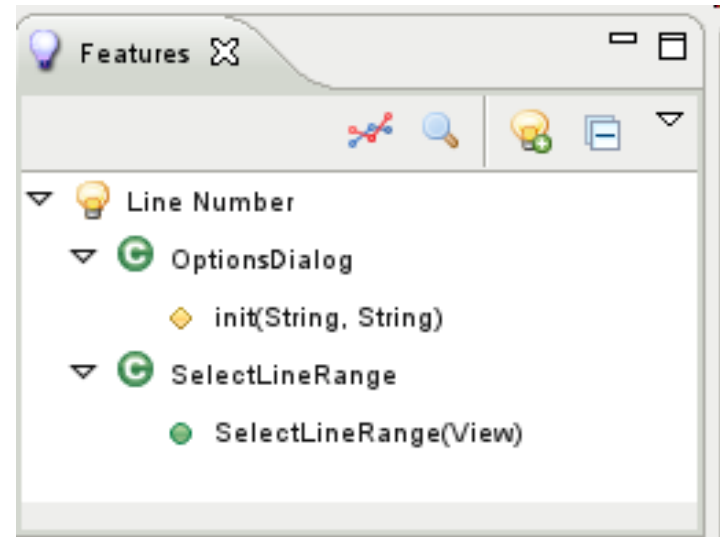 Features
Line Number
C OptionsDialog
init(String, String)
C SelectLineRange
SelectLineRange(View)